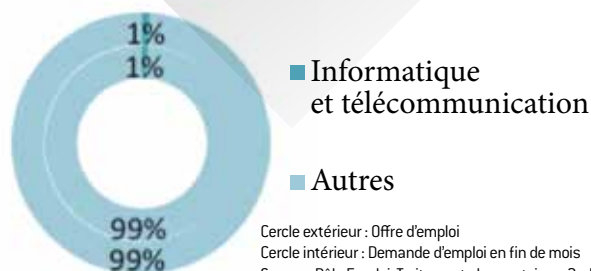 1%
1%
Informatique
et télécommunication
Autres
99%
99%
Cercle extérieur : Offre d'emploi
Cercle intérieur : Demande d'emploi en fin de mois